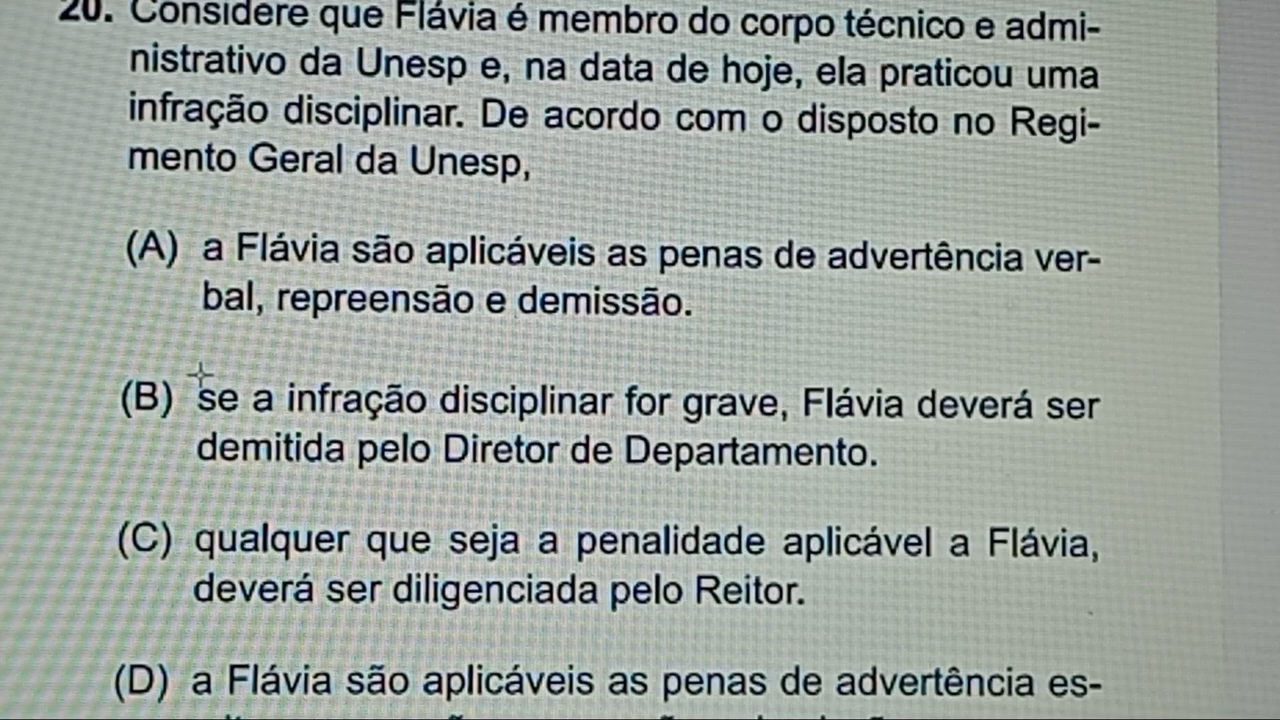 20. Considere que Flávia é membro do corpo técnico e admi-
nistrativo da Unesp e, na data de hoje, ela praticou uma
infração disciplinar. De acordo com o disposto no Regi-
mento Geral da Unesp,
(A) a Flávia são aplicáveis as penas de advertência ver-
bal, repreensão e demissão.
(B) se a infração disciplinar for grave, Flávia deverá ser
demitida pelo Diretor de Departamento.
(C) qualquer que seja a penalidade aplicável a Flávia,
deverá ser diligenciada pelo Reitor.
(D) a Flávia são aplicáveis as penas de advertência es-